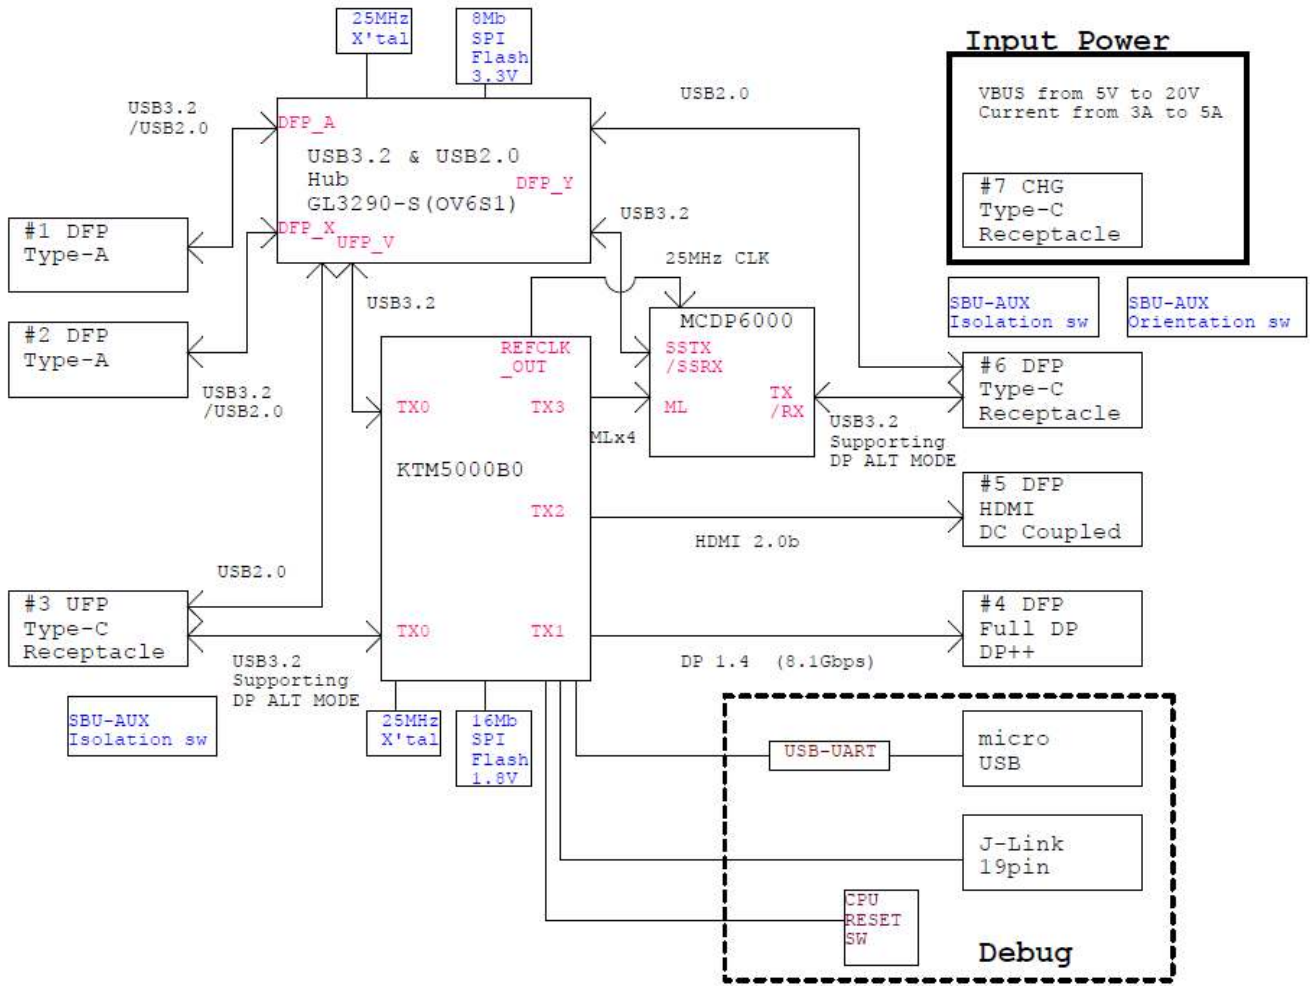 25MHz
X'tal
8Mb
SPI
Flash
3.3V
Input Power
VBUS from 5V to 20V
Current from 3A to 5A
#7 CHG
Type-C
Receptacle
USB3.2
/USB2.0
USB2.0
DFP_A
USB3.2 & USB2.0
Hub
GL3290-S(OV6S1)
DFP_Y
DFP_X
UFP_V
#1 DFP
Type-A
USB3.2
25MHz CLK
USB3.2
SBU-AUX
Isolation sw
SBU-AUX
Orientation sw
#2 DFP
Type-A
USB3.2
/USB2.0
MCDP6000
SSTX
/SSRX
ML
TX
/RX
#6 DFP
Type-C
Receptacle
REFCLK
_OUT
TX0
TX3
MLx4
USB3.2
Supporting
DP ALT MODE
KTM5000B0
TX2
HDMI 2.0b
#5 DFP
HDMI
DC Coupled
USB2.0
#3 UFP
Type-C
Receptacle
TX0
TX1
DP 1.4 (8.1Gbps)
#4 DFP
Full DP
DP++
USB3.2
Supporting
DP ALT MODE
SBU-AUX
Isolation sw
25MHz
X'tal
16Mb
SPI
Flash
1.8V
USB-UART
micro
USB
J-Link
19pin
CPU
RESET
SW
Debug